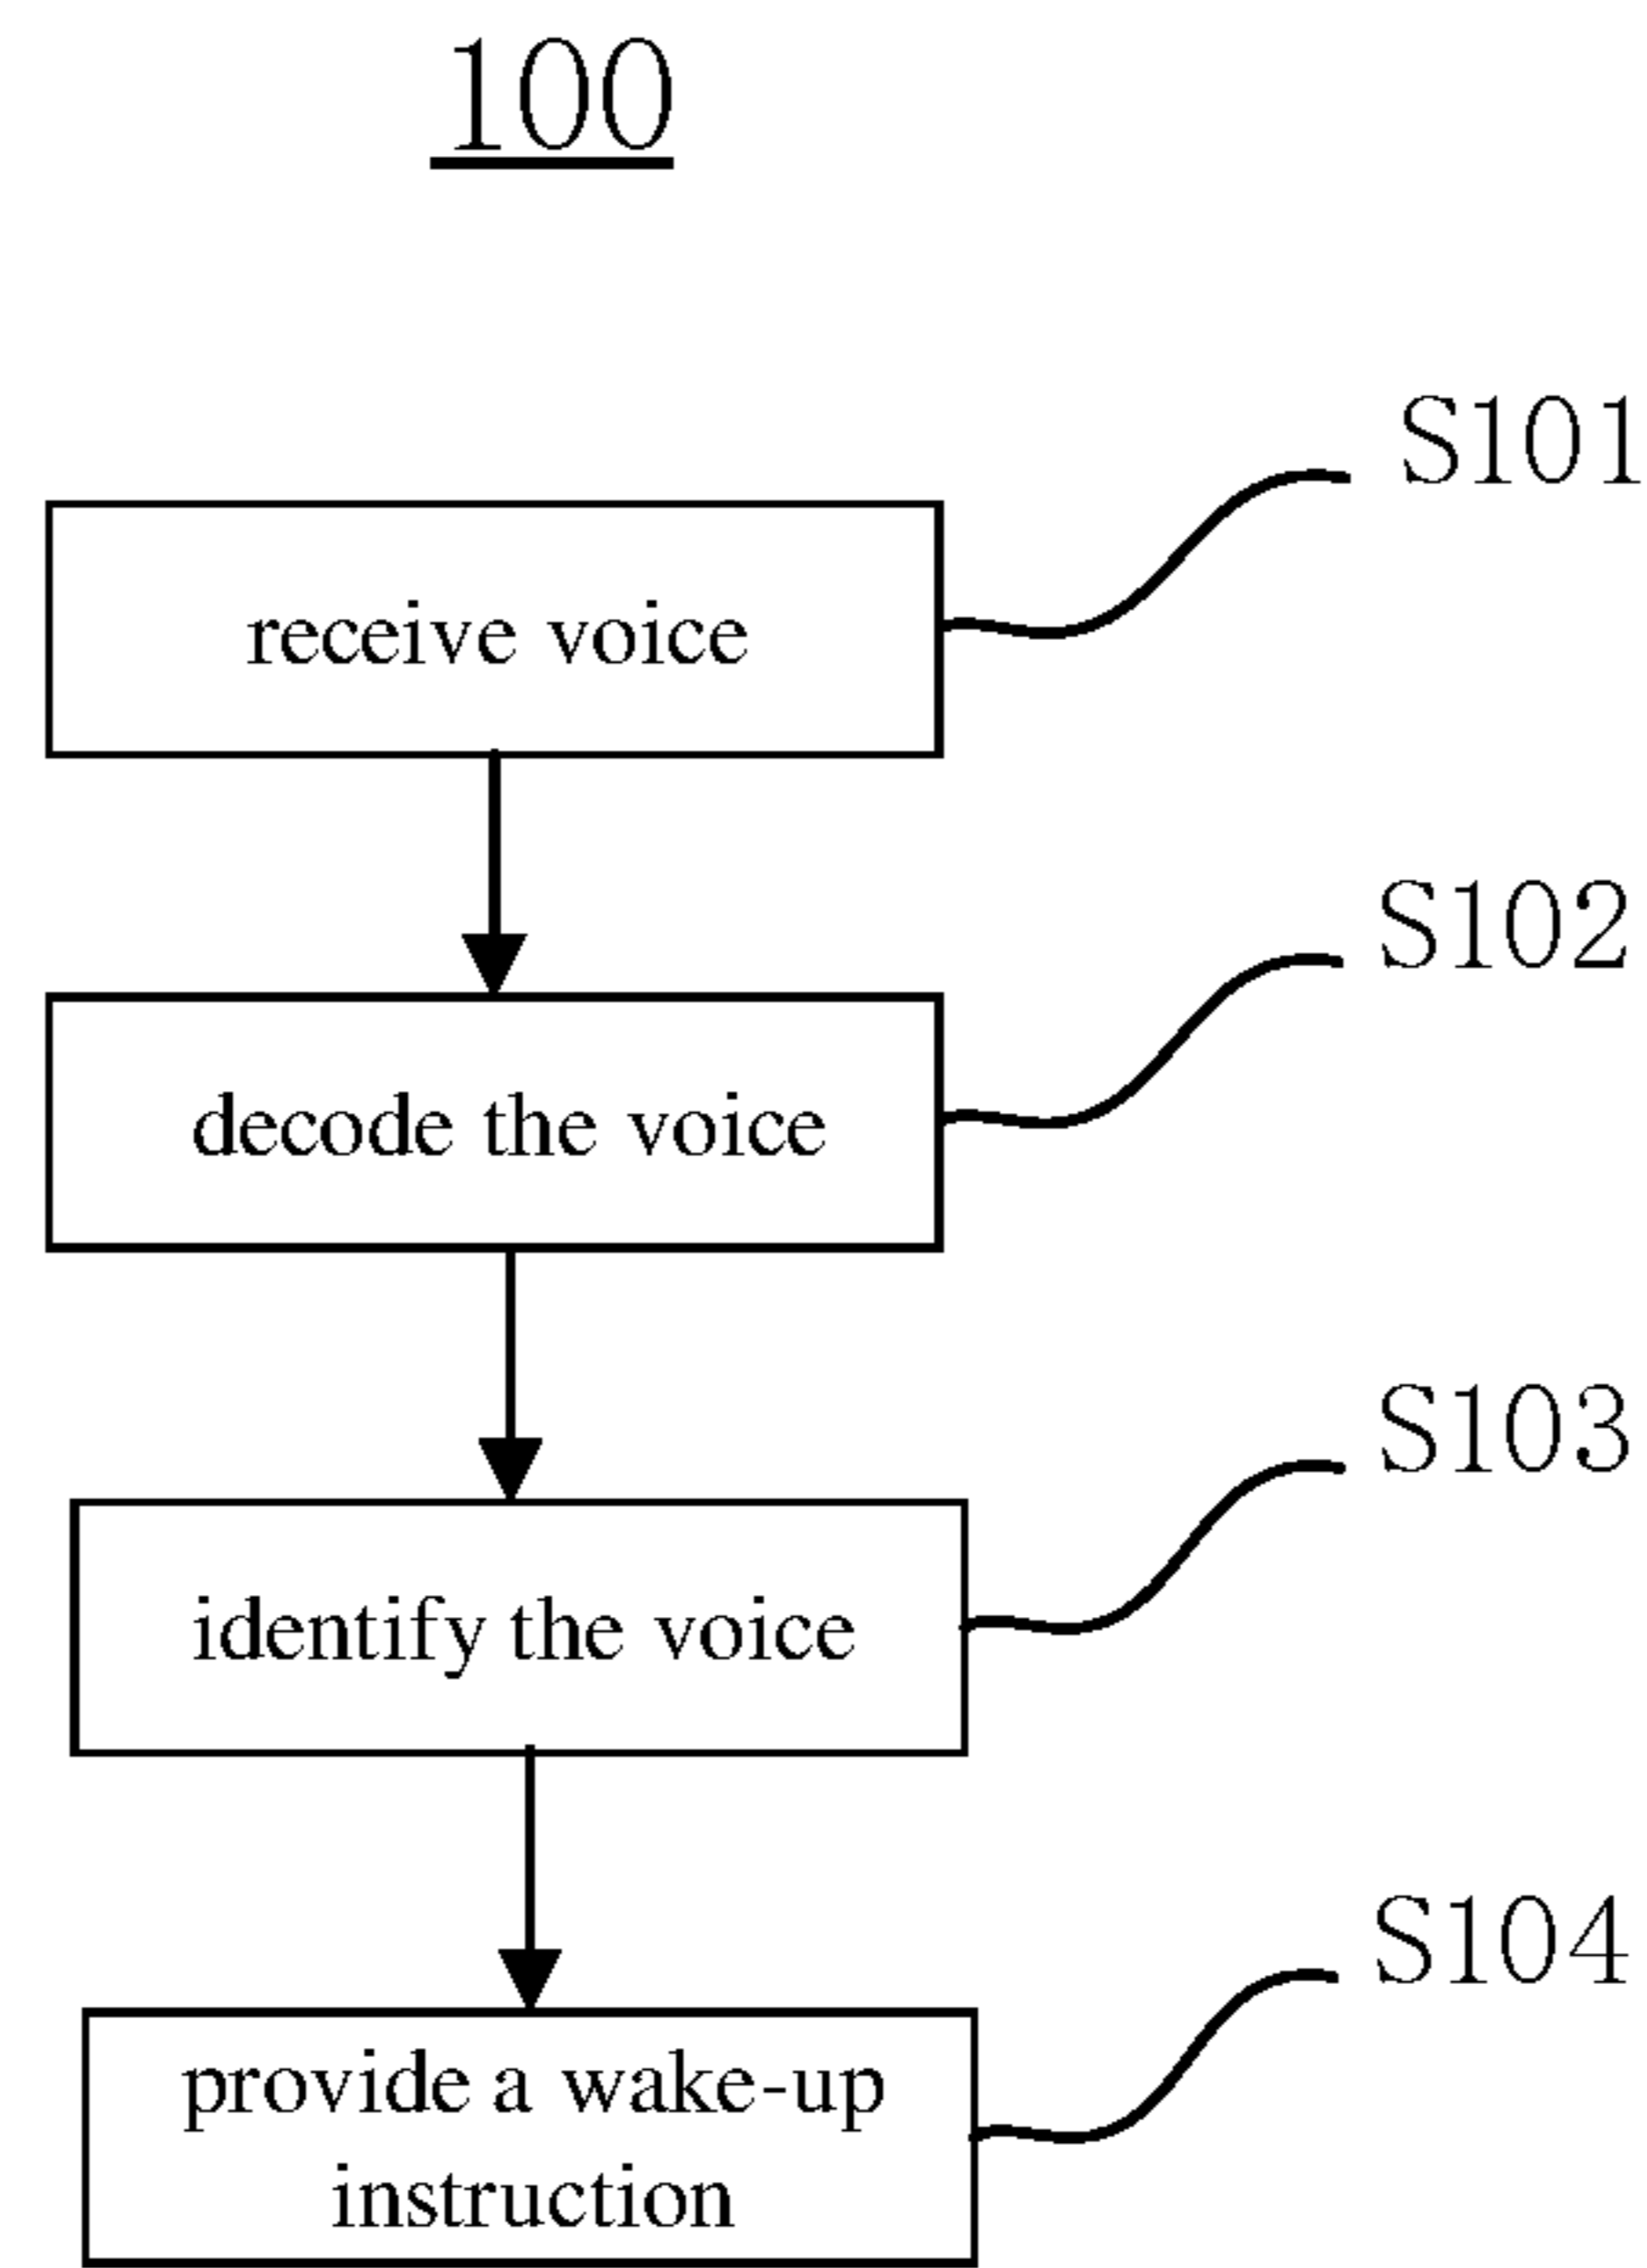 100
S101
receive voice
S102
decode the voice
S103
identify the voice
S104
provide a wake-up
instruction